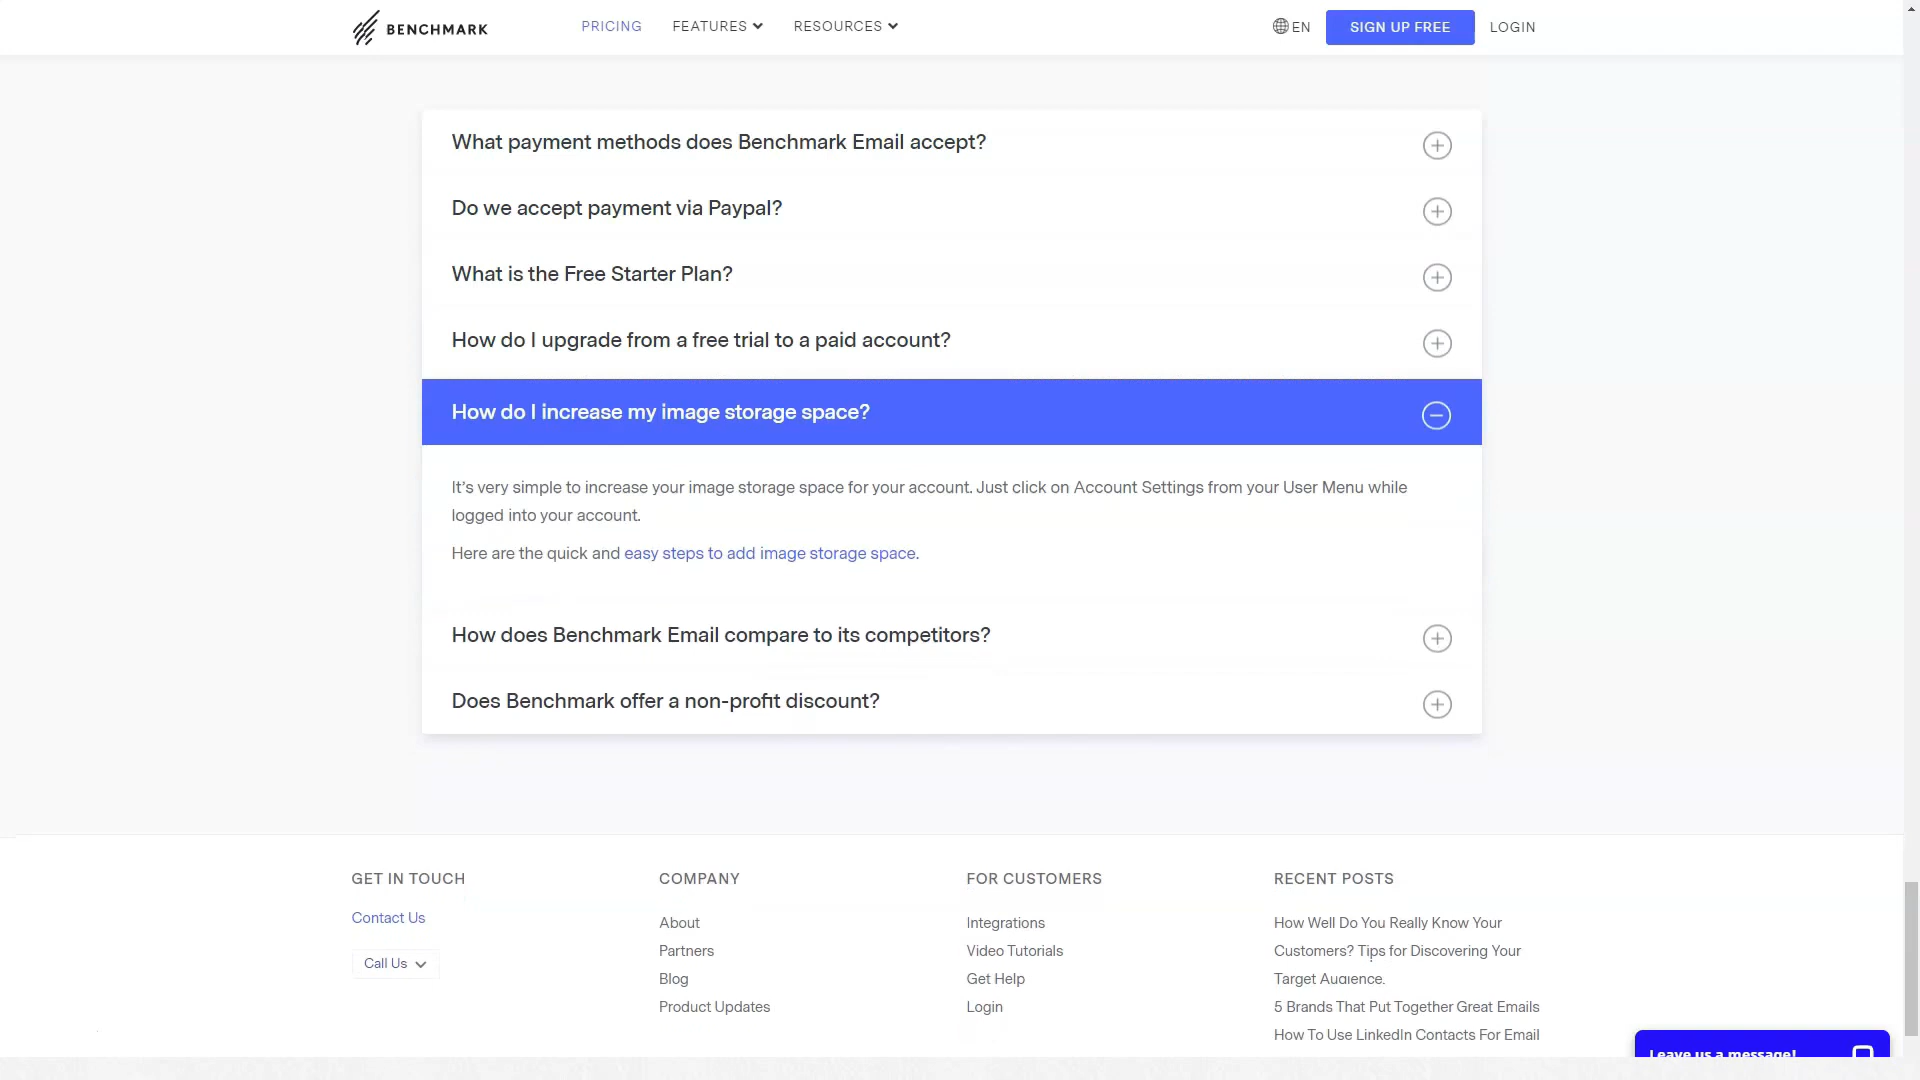 BENCHMARK
PRICING
FEATURES
RESOURCES
EN
SIGN UP FREE
LOGIN
What payment methods does Benchmark Email accept?
Do we accept payment via Paypal?
What is the Free Starter Plan?
How do I upgrade from a free trial to a paid account?
How do I increase my image storage space?
It's very simple to increase your image storage space for your account. Just click on Account Settings from your User Menu while
logged into your account.
Here are the quick and easy steps to add image storage space.
How does Benchmark Email compare to its competitors?
Does Benchmark offer a non-profit discount?
GET IN TOUCH
Contact Us
Call Us
COMPANY
About
Partners
Blog
Product Updates
FOR CUSTOMERS
Integrations
Video Tutorials
Get Help
Login
RECENT POSTS
How Well Do You Really Know Your
Customers? Tips for Discovering Your
Target Audience.
5 Brands That Put Together Great Emails
How To Use LinkedIn Contacts For Email
Leave us a message!